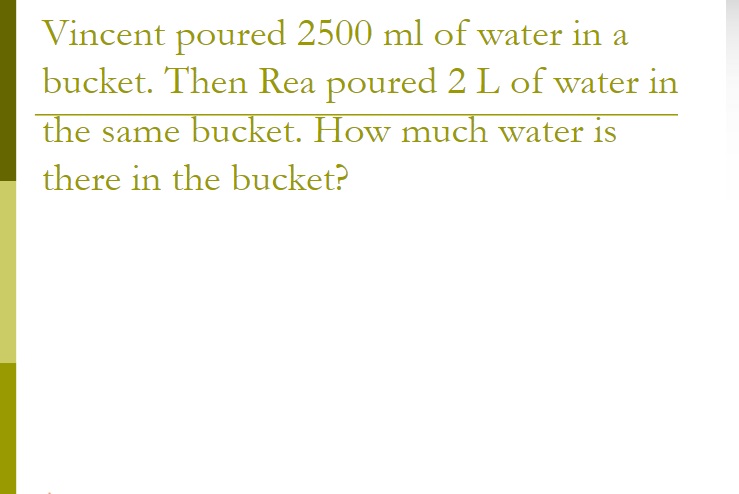 Vincent poured 2500 ml of water in a
bucket. Then Rea poured 2 L of water in
the same bucket. How much water is
there in the bucket?